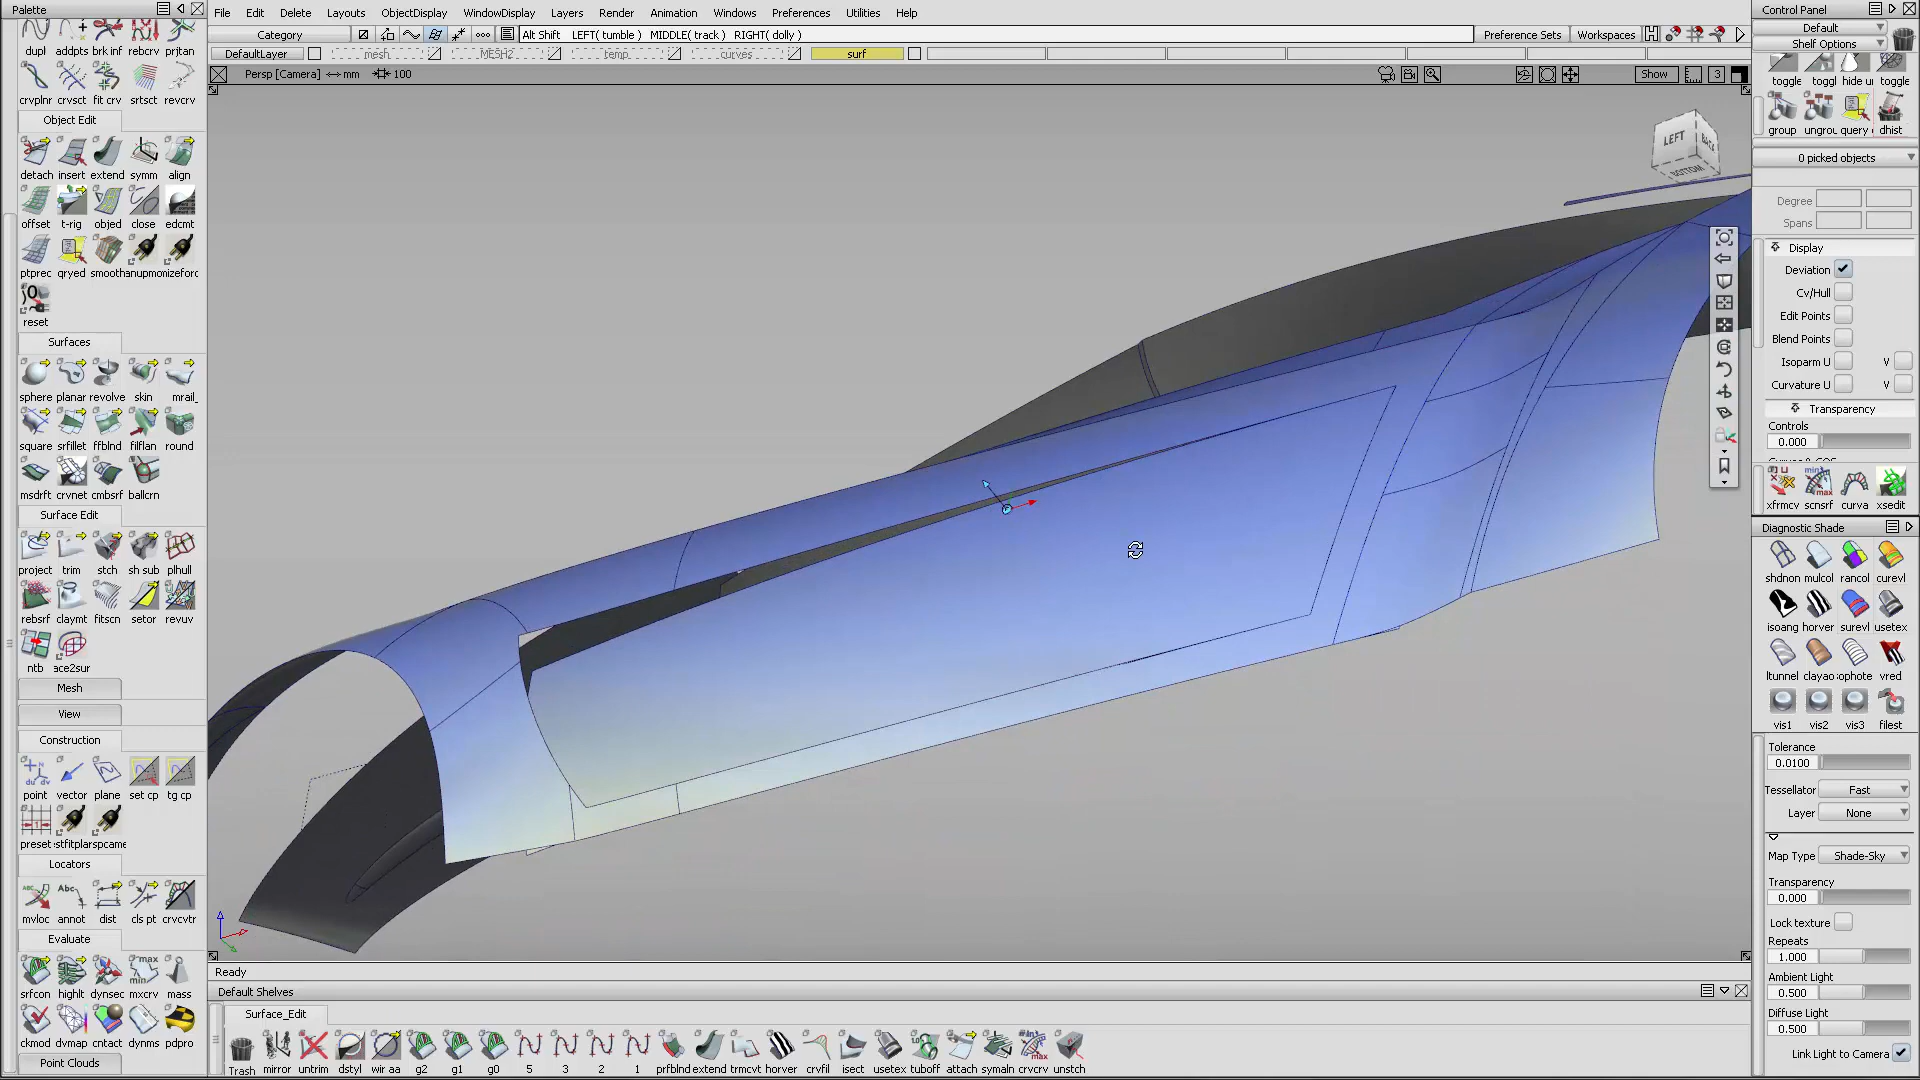 Palette
File Edit Delete Layouts ObjectDisplay WindowDisplay Layers Render Animation Windows Preferences Utilities Help
Control Panel
Default
Shelf Options
Category
Alt Shift LEFT( tumble ) MIDDLE( track ) RIGHT( dolly )
Preference Sets Workspaces
DefaultLayer mesh MESH2 temp curves surf
Persp [Camera] mm 100
Show 3
dupl addpts brk inf rebcrv prjtan
crvplnr crvsct fit crv srtsct revcrv
Object Edit
detach insert extend symm align
offset t-rig objed close edcmt
ptprec qryed smooth
reset
Surfaces
sphere planar revolve skin mrail_
square srfillet ffblnd filflan round
msdrft crvnet cmbsrf ballcrn
Surface Edit
project trim stch sh sub plhull
rebsrf claymt fitscn setor revuv
ntb ace2sur
Mesh
View
Construction
point vector plane set cp tg cp
preset
Locators
mvloc annot dist cls pt crvcvtr
Evaluate
srfcon highlt dynsec mxcrv mass
ckmod dvmap cntact dynms pdpro
Point Clouds
LEFT BACK BOTTOM
toggle toggl hide ur toggle
group ungrou query dhist
0 picked objects
Degree
Spans
Display
Deviation
Cv/Hull
Edit Points
Blend Points
Isoparm U V
Curvature U V
Transparency
Controls
0.000
xfrmcv scnsrf curva xsedit
Diagnostic Shade
shdnon mulcol rancol curevl
isoang horver surevl usetex
ltunnel clayao ophote vred
vis1 vis2 vis3 filest
Tolerance
0.0100
Tessellator Fast
Layer None
Map Type Shade-Sky
Transparency
0.000
Lock texture
Repeats
1.000
Ambient Light
0.500
Diffuse Light
0.500
Link Light to Camera
Ready
Default Shelves
Surface_Edit
Trash mirror untrim dstyl wir aa g2 g1 g0 5 3 2 1 prfblnd extend trmcvt horver crvfil isect usetex tuboff attach symaln crvcrv unstch